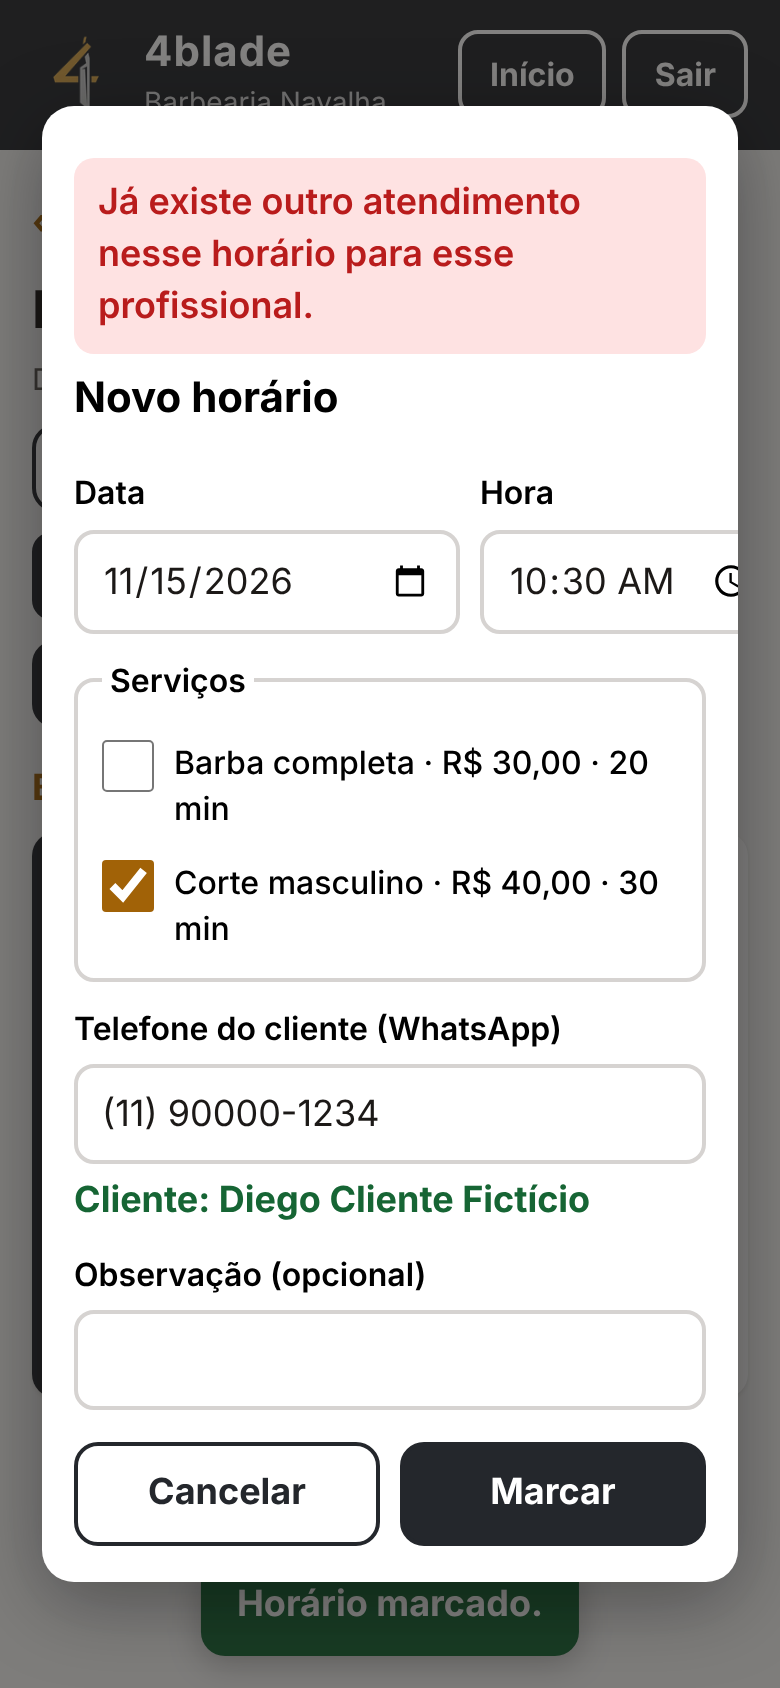 4blade
Barbearia Navalha
Início
Sair
Já existe outro atendimento
nesse horário para esse
profissional.
Novo horário
Data
Hora
11/15/2026
10:30 AM
Serviços
Barba completa · R$ 30,00 · 20
min
Corte masculino · R$ 40,00 · 30
min
Telefone do cliente (WhatsApp)
(11) 90000-1234
Cliente: Diego Cliente Fictício
Observação (opcional)
Cancelar
Marcar
Horário marcado.